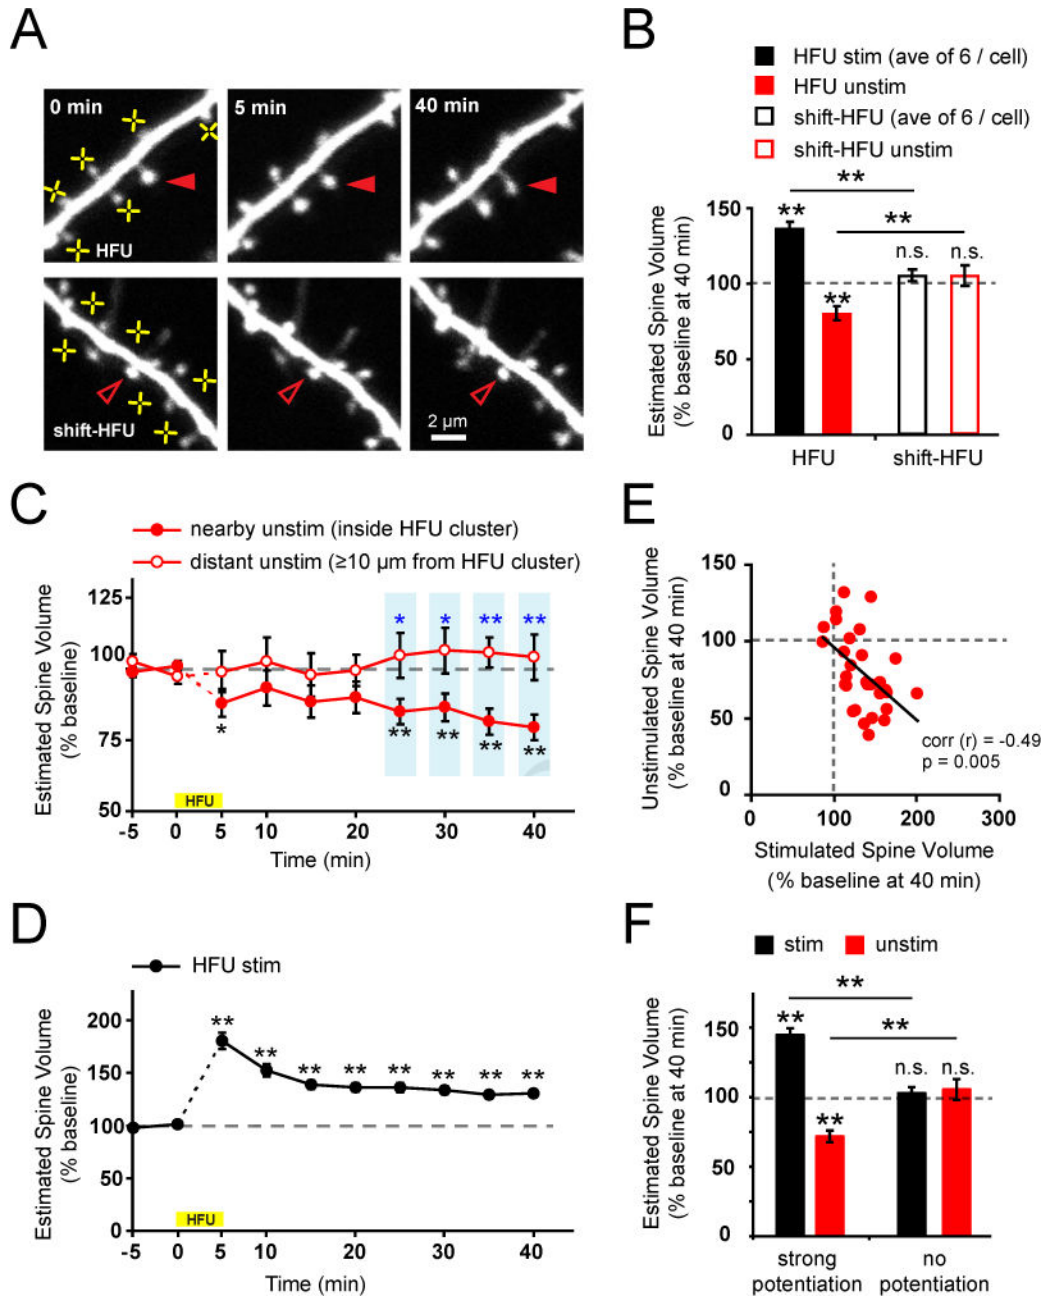 A
0 min
5 min
40 min
HFU
shift-HFU
2 µm
B
HFU stim (ave of 6 / cell)
HFU unstim
shift-HFU (ave of 6 / cell)
shift-HFU unstim
Estimated Spine Volume
(% baseline at 40 min)
150
100
50
0
**
**
**
**
n.s.
n.s.
HFU
shift-HFU
C
nearby unstim (inside HFU cluster)
distant unstim (≥10 µm from HFU cluster)
Estimated Spine Volume
(% baseline)
125
100
75
50
* * ** **
* ** ** ** **
HFU
-5 0 5 10 20 30 40
Time (min)
D
HFU stim
Estimated Spine Volume
(% baseline)
200
150
100
50
0
** ** ** ** ** ** ** **
HFU
-5 0 5 10 20 30 40
Time (min)
E
Unstimulated Spine Volume
(% baseline at 40 min)
150
100
50
0
corr (r) = -0.49
p = 0.005
0 100 200 300
Stimulated Spine Volume
(% baseline at 40 min)
F
stim
unstim
Estimated Spine Volume
(% baseline at 40 min)
150
100
50
0
**
**
**
**
n.s. n.s.
strong
potentiation
no
potentiation